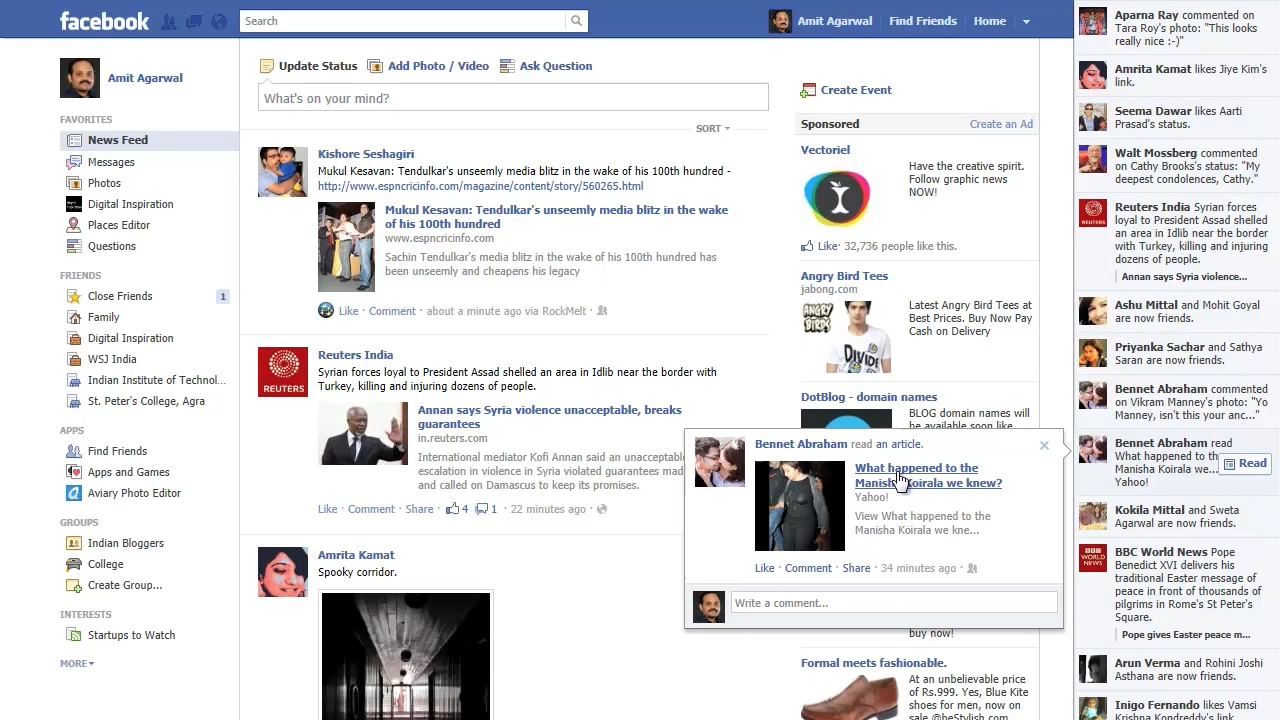 facebook
Search
Amit Agarwal
Find Friends
Home
Amit Agarwal
FAVORITES
News Feed
Messages
Photos
Digital Inspiration
Places Editor
Questions
FRIENDS
Close Friends
1
Family
Digital Inspiration
WSJ India
Indian Institute of Technol...
St. Peter's College, Agra
APPS
Find Friends
Apps and Games
Aviary Photo Editor
GROUPS
Indian Bloggers
College
Create Group...
INTERESTS
Startups to Watch
MORE
Update Status
Add Photo / Video
Ask Question
What's on your mind?
SORT
Kishore Seshagiri
Mukul Kesavan: Tendulkar's unseemly media blitz in the wake of his 100th hundred -
http://www.espncricinfo.com/magazine/content/story/560265.html
Mukul Kesavan: Tendulkar's unseemly media blitz in the wake
of his 100th hundred
www.espncricinfo.com
Sachin Tendulkar's media blitz in the wake of his 100th hundred has
been unseemly and cheapens his legacy
Like · Comment · about a minute ago via RockMelt ·
Reuters India
REUTERS
Syrian forces loyal to President Assad shelled an area in Idlib near the border with
Turkey, killing and injuring dozens of people.
Annan says Syria violence unacceptable, breaks
guarantees
in.reuters.com
International mediator Kofi Annan said an unacceptable
escalation in violence in Syria violated guarantees mad
and called on Damascus to keep its promises.
Like · Comment · Share · 4 1 · 22 minutes ago ·
Amrita Kamat
Spooky corridor.
Create Event
Sponsored
Create an Ad
Vectoriel
Have the creative spirit.
Follow graphic news
NOW!
Like · 32,736 people like this.
Angry Bird Tees
jabong.com
ANGRY
BIRDS
DIVIDE
Latest Angry Bird Tees at
Best Prices. Buy Now Pay
Cash on Delivery
DotBlog - domain names
BLOG domain names will
be available soon like
buy now!
Formal meets fashionable.
At an unbelievable price
of Rs.999. Yes, Blue Kite
shoes for men, now on
sale @heStylish.com
Bennet Abraham read an article.
What happened to the
Manisha Koirala we knew?
Yahoo!
View What happened to the
Manisha Koirala we kne...
Like · Comment · Share · 34 minutes ago ·
Write a comment...
Aparna Ray commented on
Tara Roy's photo: "This looks
really nice :-)"
Amrita Kamat likes Jiye Kim's
link.
Seema Dawar likes Aarti
Prasad's status.
Walt Mossberg commented
on Cathy Brooks's status: "My
deepest condolences, Cathy."
REUTERS
Reuters India Syrian forces
loyal to President Assad shelled
an area in Idlib near the border
with Turkey, killing and injuring
dozens of people.
Annan says Syria violence...
Ashu Mittal and Mohit Goyal
are now friends.
Priyanka Sachar and Sathya
Saran are now friends.
Bennet Abraham commented
on Vikram Manney's photo: "Yo
Manney, isn't this your anc..."
Bennet Abraham read
What happened to th
Manisha Koirala we...
Yahoo!
Read
Kokila Mittal and Sweta
Agarwal are now friends.
BBC
WORLD
NEWS
BBC World News Pope
Benedict XVI delivers his
traditional Easter message of
peace in front of thousands of
pilgrims in Rome's St Peter's
Square.
Pope gives Easter peace m...
Arun Verma and Rohini Joshi
Asthana are now friends.
Inigo Fernando likes Vamsi
Krishna Kondreddy's link.